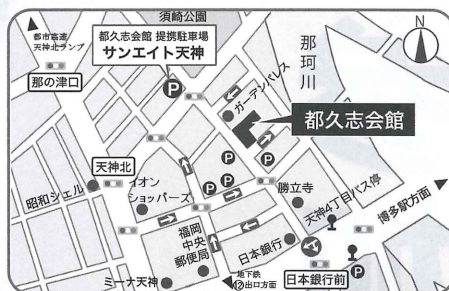 須崎公園
都市高速
天神北ランプ
都久志会館 提携駐車場
サンエイト天神
那の津口
那珂川
N
P
ガーデンパレス
都久志会館
天神北
イオン
ショッパーズ
昭和シェル
P
P
P
P
P
勝立寺
天神4丁目バス停
博多駅方面
福岡
中央
郵便局
日本銀行
日本銀行前
P
ミーナ天神
地下鉄
⑫出口方面